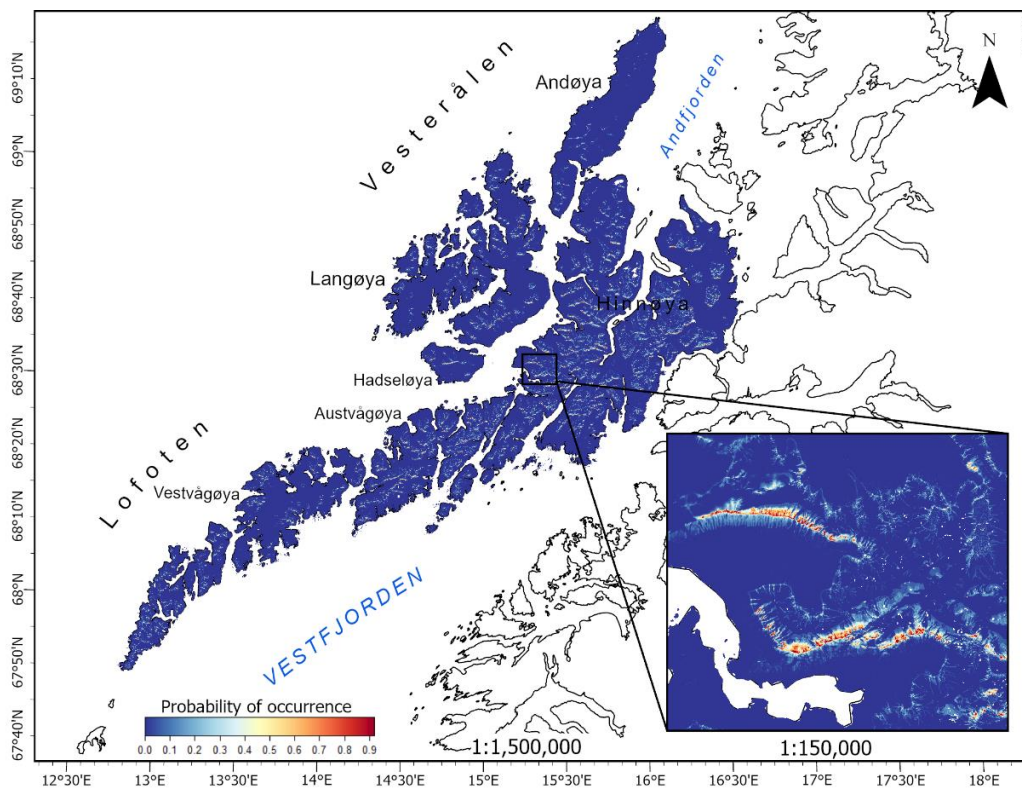 N
Andøya
Andfjorden
Vesterålen
Langøya
Hinnøya
Hadseløya
Austvågøya
Lofoten
Vestvågøya
VESTFJORDEN
Probability of occurrence
0.0 0.1 0.2 0.3 0.4 0.5 0.6 0.7 0.8 0.9
1:1,500,000
1:150,000
69°10'N
69°N
68°50'N
68°40'N
68°30'N
68°20'N
68°10'N
68°N
67°50'N
67°40'N
12°30'E 13°E 13°30'E 14°E 14°30'E 15°E 15°30'E 16°E 16°30'E 17°E 17°30'E 18°E